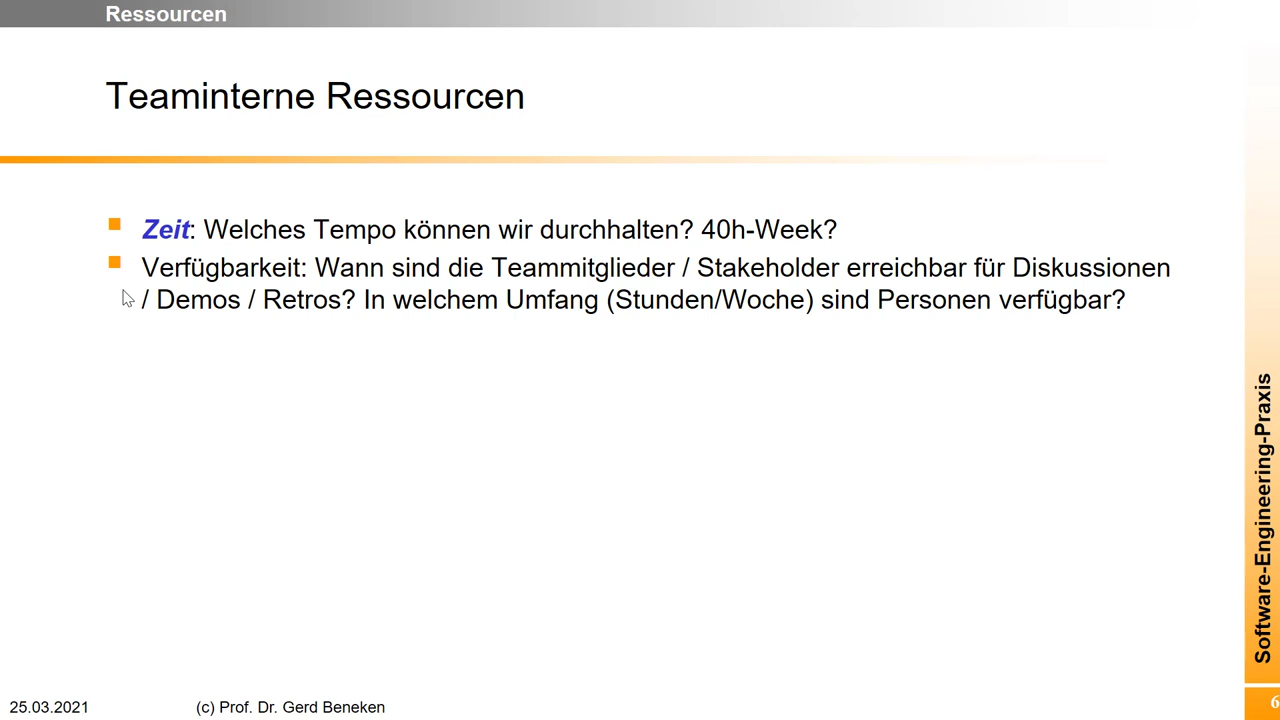 Ressourcen
Teaminterne Ressourcen
Zeit: Welches Tempo können wir durchhalten? 40h-Week?
Verfügbarkeit: Wann sind die Teammitglieder / Stakeholder erreichbar für Diskussionen
/ Demos / Retros? In welchem Umfang (Stunden/Woche) sind Personen verfügbar?
Software-Engineering-Praxis
25.03.2021
(c) Prof. Dr. Gerd Beneken